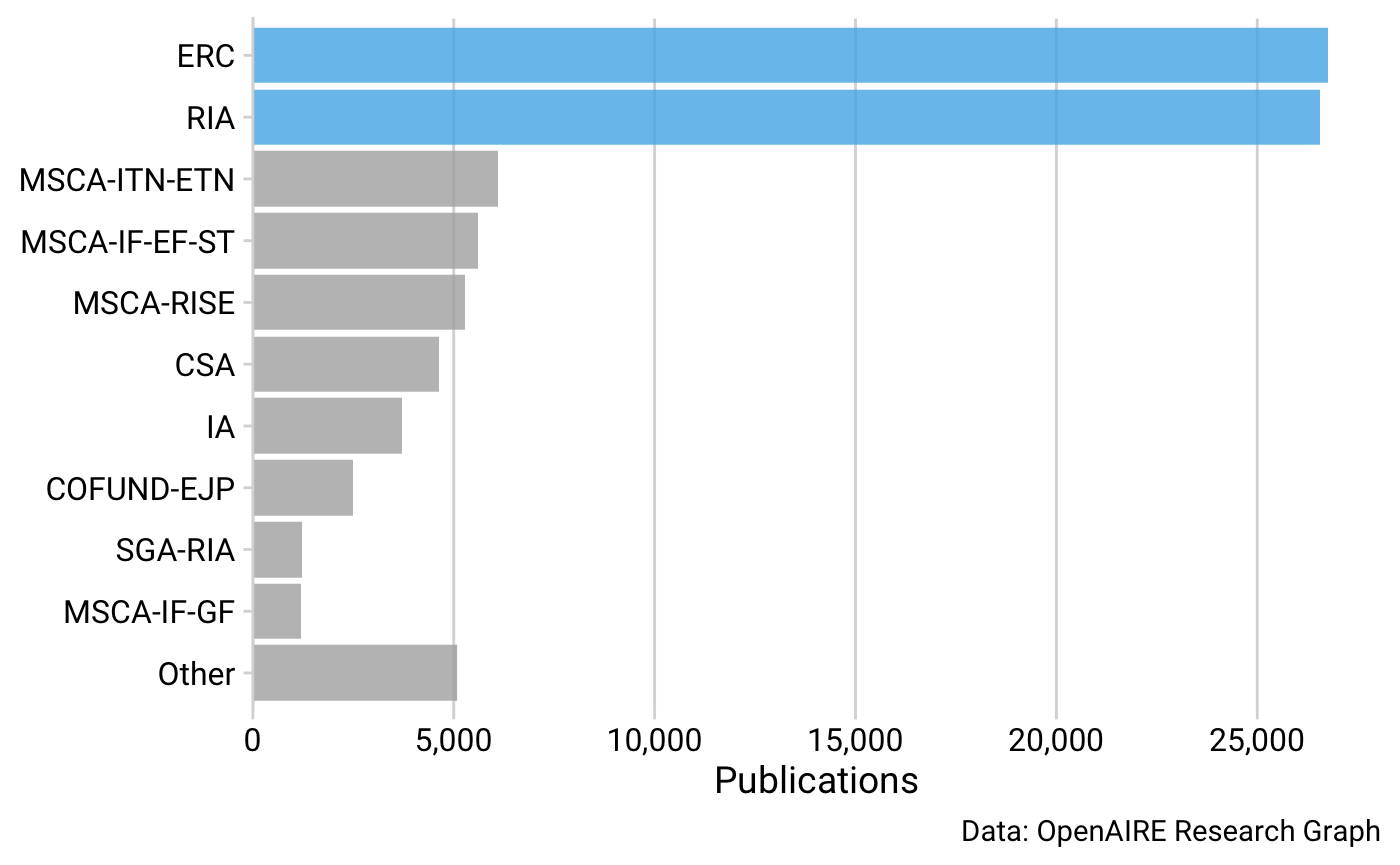 ERC
RIA
MSCA-ITN-ETN
MSCA-IF-EF-ST
MSCA-RISE
CSA
IA
COFUND-EJP
SGA-RIA
MSCA-IF-GF
Other
0 5,000 10,000 15,000 20,000 25,000
Publications
Data: OpenAIRE Research Graph